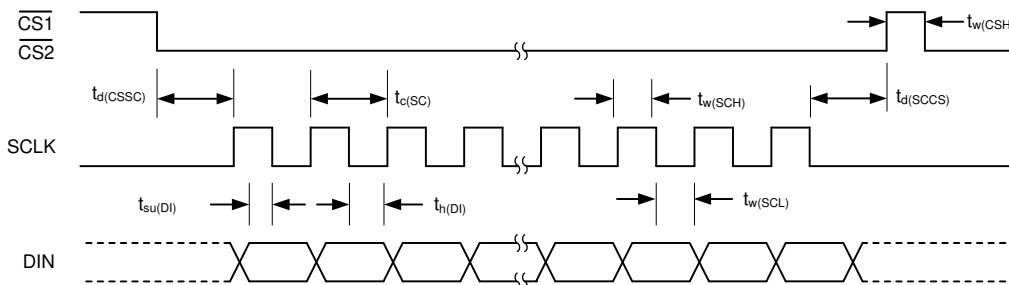 CS1
CS2
tw(CSH
td(CSSC)
tc(SC)
tw(SCH)
td(SCCS)
SCLK
tsu(DI)
th(DI)
tw(SCL)
DIN